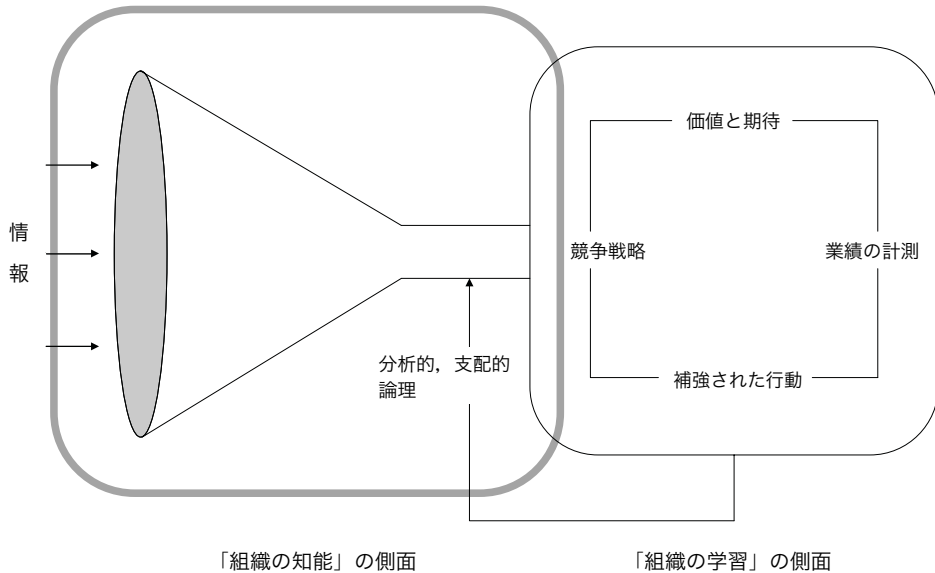 情
報
価値と期待
競争戦略
業績の計測
分析的，支配的
論理
補強された行動
「組織の知能」の側面
「組織の学習」の側面